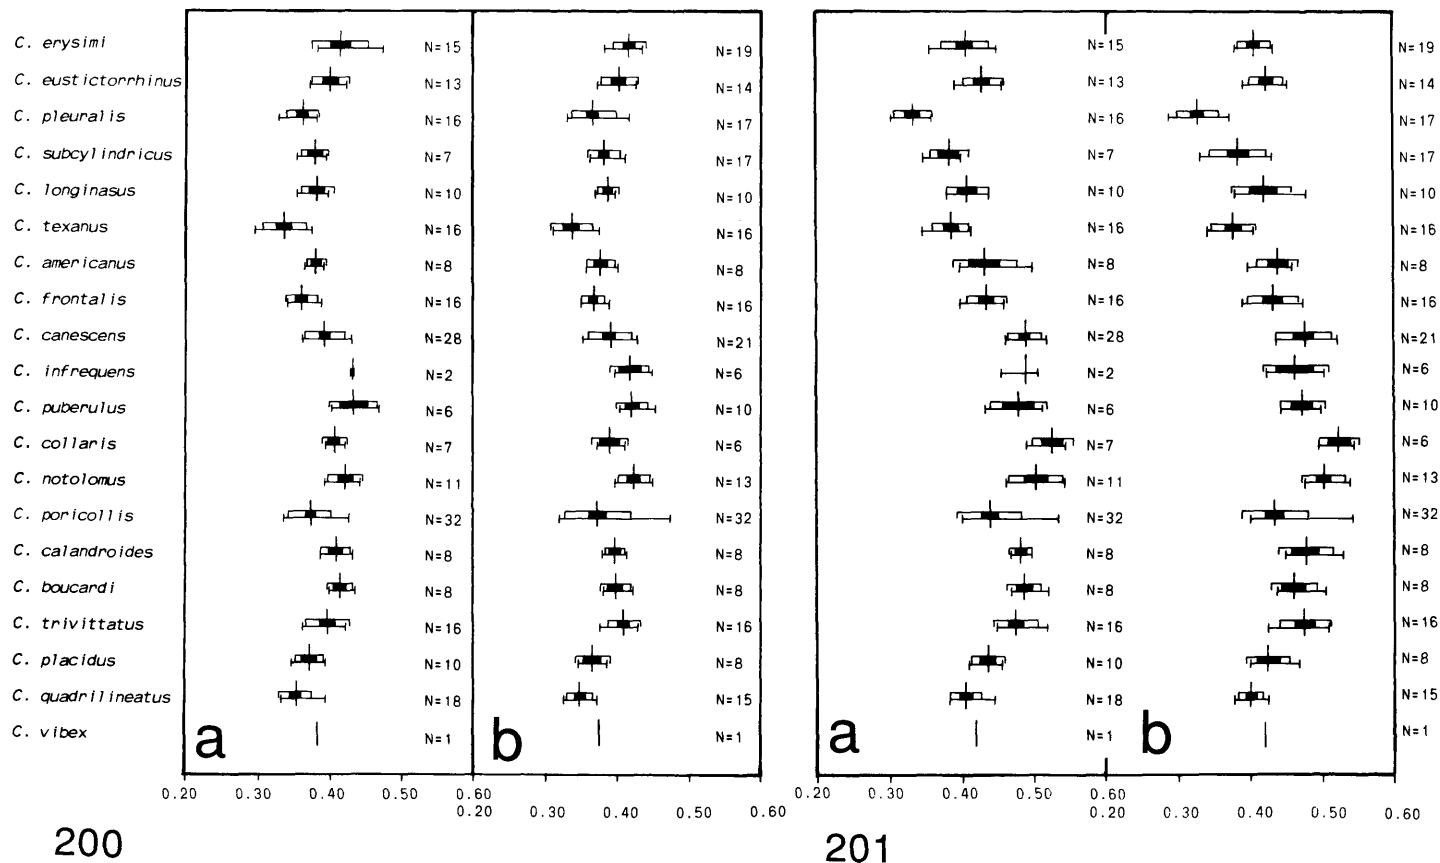 C. erysimi N=15 N=19 N=15 N=19
C. eustictorrhinus N=13 N=14 N=13 N=14
C. pleuralis N=16 N=17 N=16 N=17
C. subcylindricus N=7 N=17 N=7 N=17
C. longinasus N=10 N=10 N=10 N=10
C. texanus N=16 N=16 N=16 N=16
C. americanus N=8 N=8 N=8 N=8
C. frontalis N=16 N=16 N=16 N=16
C. canescens N=28 N=21 N=28 N=21
C. infrequens N=2 N=6 N=2 N=6
C. puberulus N=6 N=10 N=6 N=10
C. collaris N=7 N=6 N=7 N=6
C. notolomus N=11 N=13 N=11 N=13
C. poricollis N=32 N=32 N=32 N=32
C. calandroides N=8 N=8 N=8 N=8
C. boucardi N=8 N=8 N=8 N=8
C. trivittatus N=16 N=16 N=16 N=16
C. placidus N=10 N=8 N=10 N=8
C. quadrilineatus N=18 N=15 N=18 N=15
C. vibex a N=1 b N=1 a N=1 b N=1
0.20 0.30 0.40 0.50 0.60 0.20 0.30 0.40 0.50 0.60
0.20 0.30 0.40 0.50 0.60 0.20 0.30 0.40 0.50 0.60
200 201